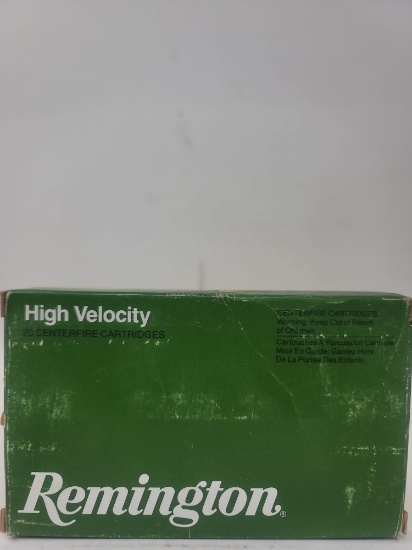 High Velocity
20 CENTERFIRE CARTRIDGES
CENTERFIRE CARTRIDGES
Warning: Keep Out of Reach
of Children.
Cartouches A Percussion Centrale
Mise En Garde: Gardez Hors
De La Portée Des Enfants
Remington®